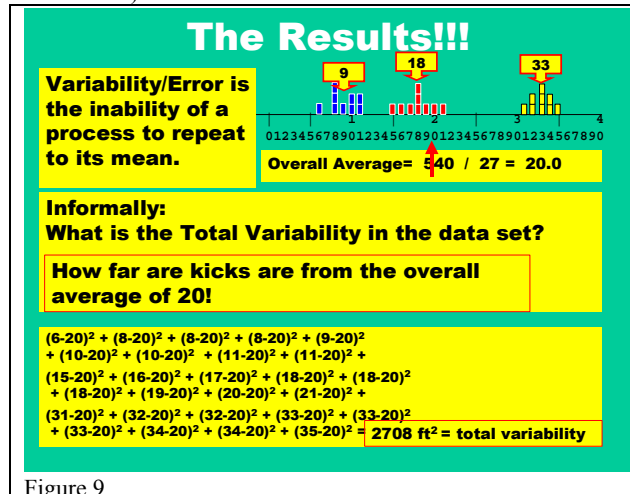 The Results!!!
Variability/Error is
the inability of a
process to repeat
to its mean.
9
18
33
1 2 3 4
01234567890123456789012345678901234567890
Overall Average= 540 / 27 = 20.0
Informally:
What is the Total Variability in the data set?
How far are kicks are from the overall
average of 20!
(6-20)² + (8-20)² + (8-20)² + (8-20)² + (9-20)²
+ (10-20)² + (10-20)² + (11-20)² + (11-20)² +
(15-20)² + (16-20)² + (17-20)² + (18-20)² + (18-20)²
+ (18-20)² + (19-20)² + (20-20)² + (21-20)² +
(31-20)² + (32-20)² + (32-20)² + (33-20)² + (33-20)²
+ (33-20)² + (34-20)² + (34-20)² + (35-20)² = 2708 ft² = total variability
Figure 9